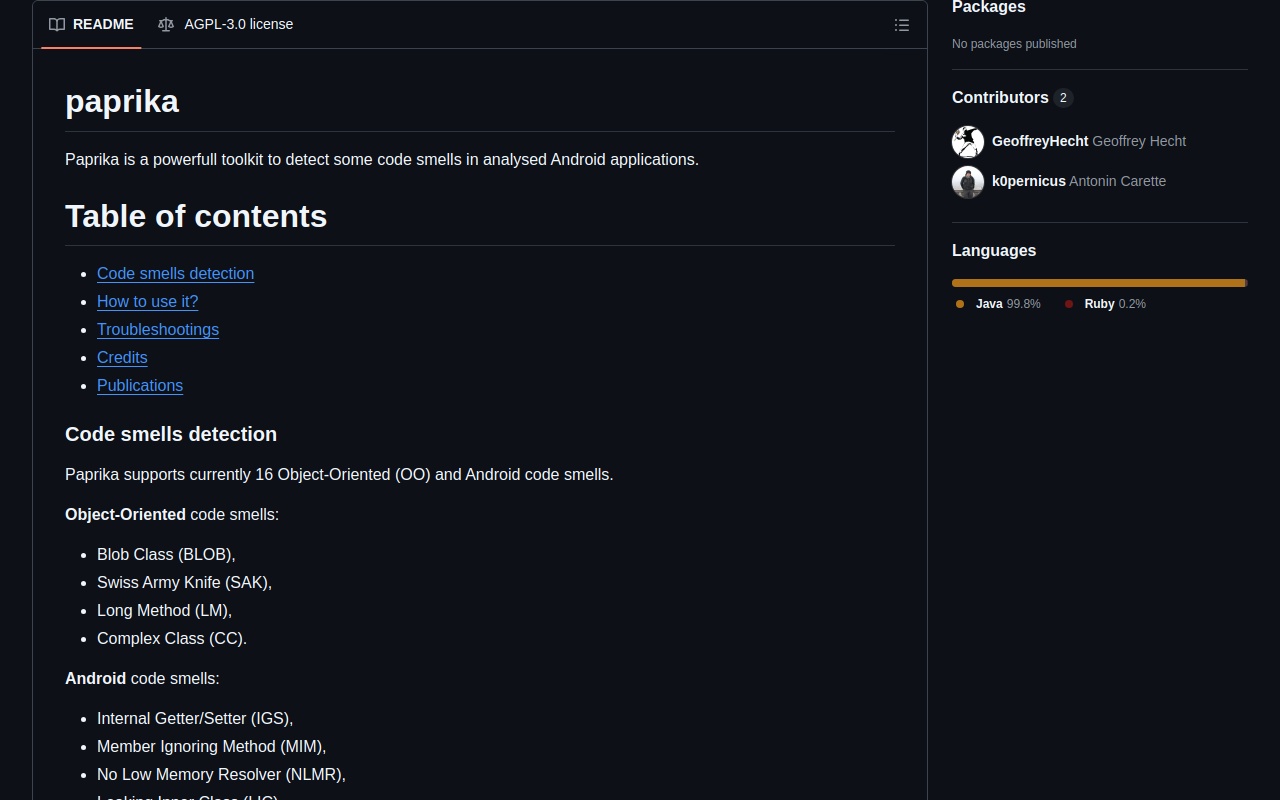 README
AGPL-3.0 license
paprika
Paprika is a powerfull toolkit to detect some code smells in analysed Android applications.
Table of contents
Code smells detection
How to use it?
Troubleshootings
Credits
Publications
Code smells detection
Paprika supports currently 16 Object-Oriented (OO) and Android code smells.
Object-Oriented code smells:
Blob Class (BLOB),
Swiss Army Knife (SAK),
Long Method (LM),
Complex Class (CC).
Android code smells:
Internal Getter/Setter (IGS),
Member Ignoring Method (MIM),
No Low Memory Resolver (NLMR),
Leaking Inner Class (LIC)
Packages
No packages published
Contributors 2
GeoffreyHecht Geoffrey Hecht
k0pernicus Antonin Carette
Languages
Java 99.8%
Ruby 0.2%